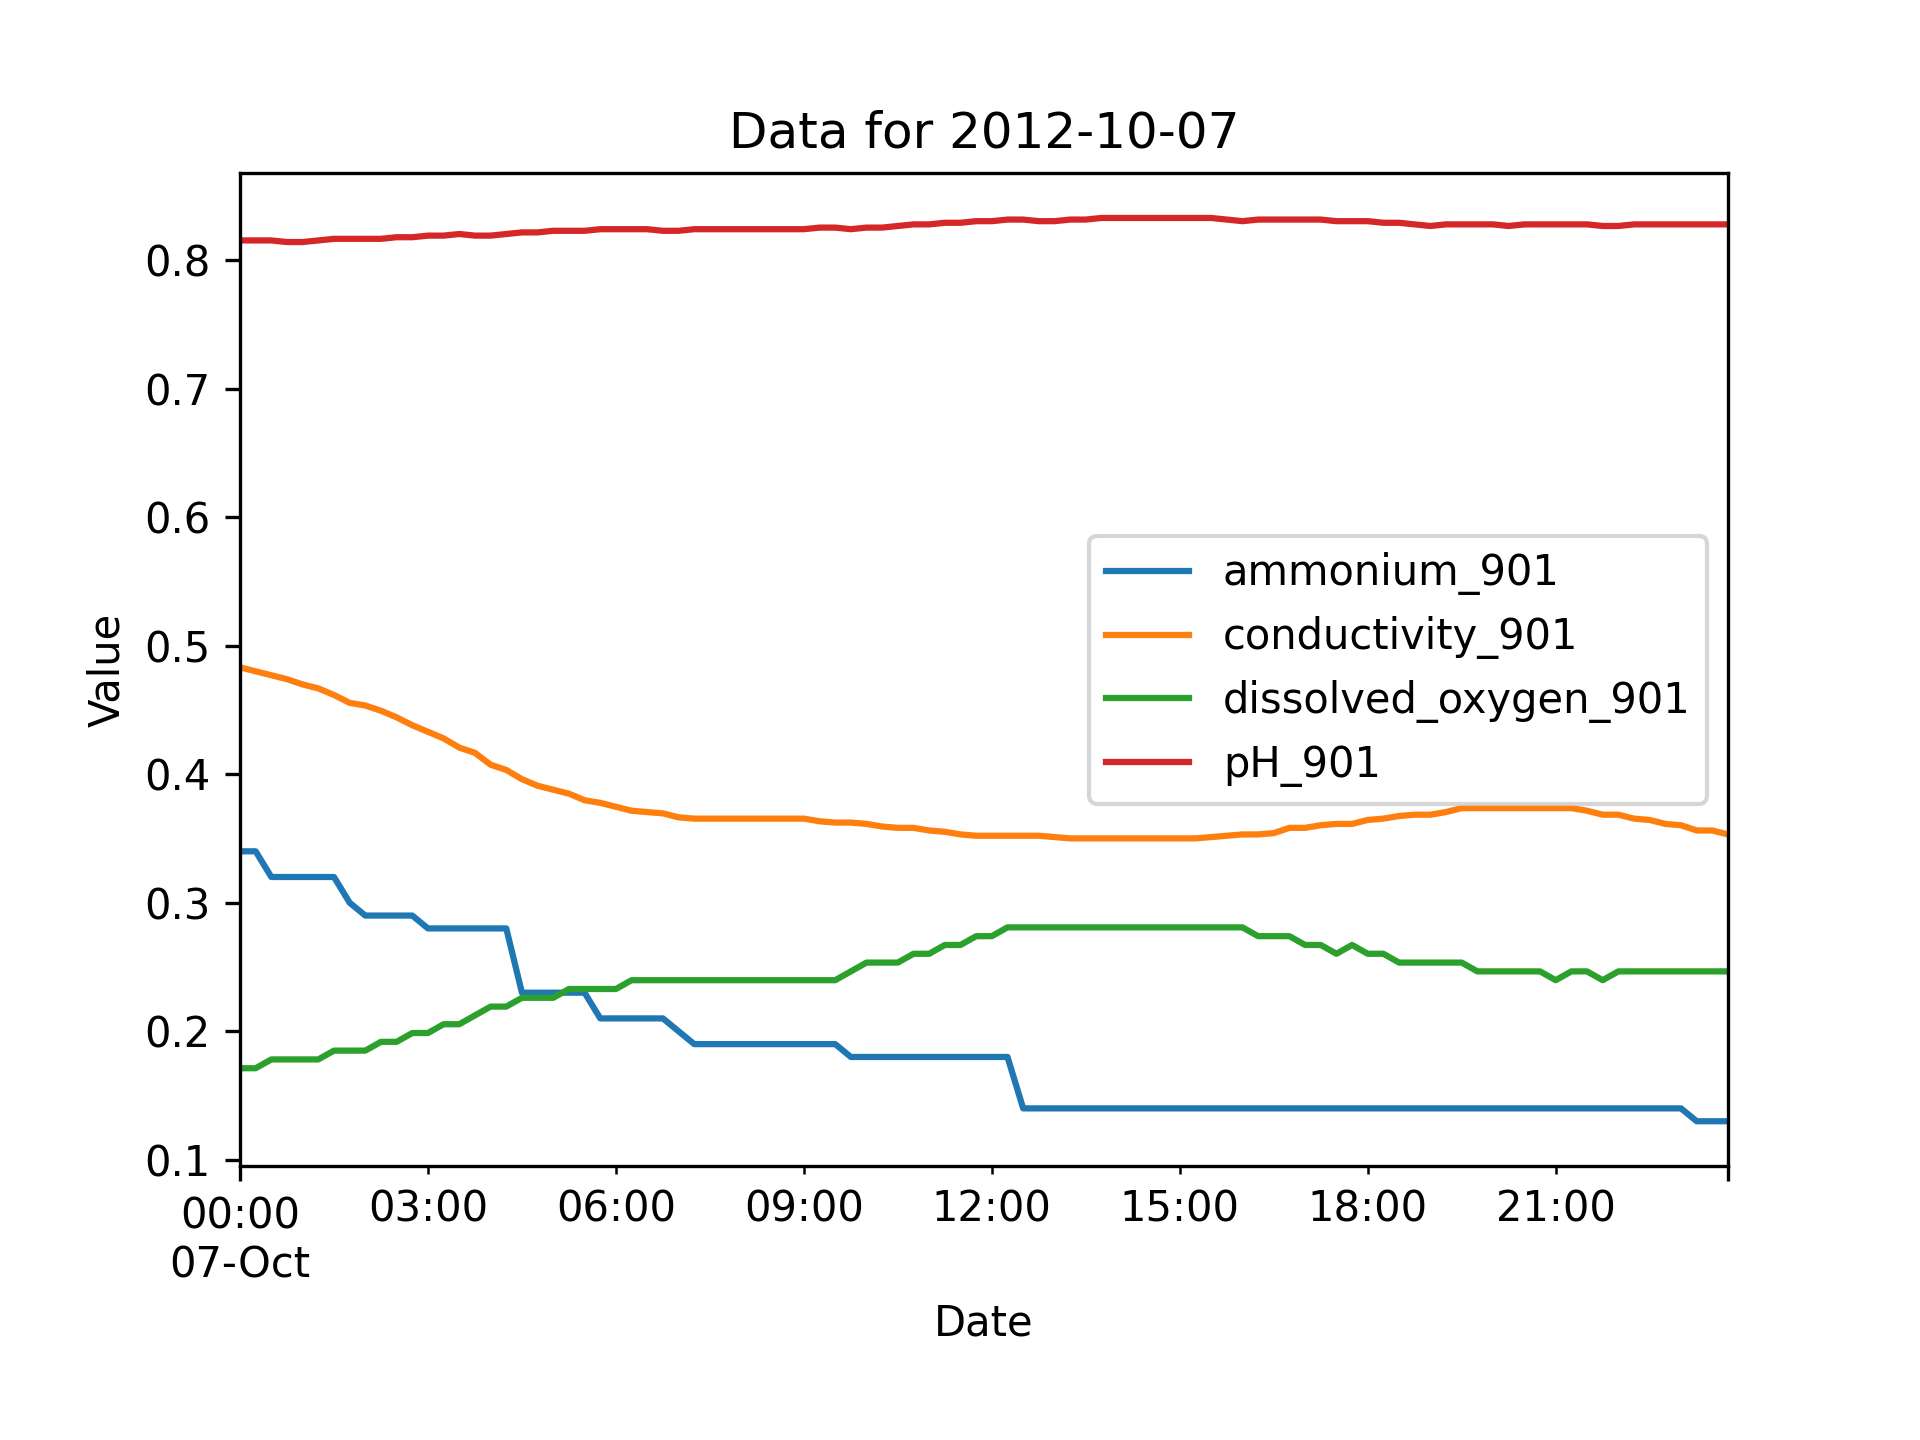 Data for 2012-10-07
Value
0.8
0.7
0.6
0.5
0.4
0.3
0.2
0.1
ammonium_901
conductivity_901
dissolved_oxygen_901
pH_901
00:00 03:00 06:00 09:00 12:00 15:00 18:00 21:00
07-Oct
Date